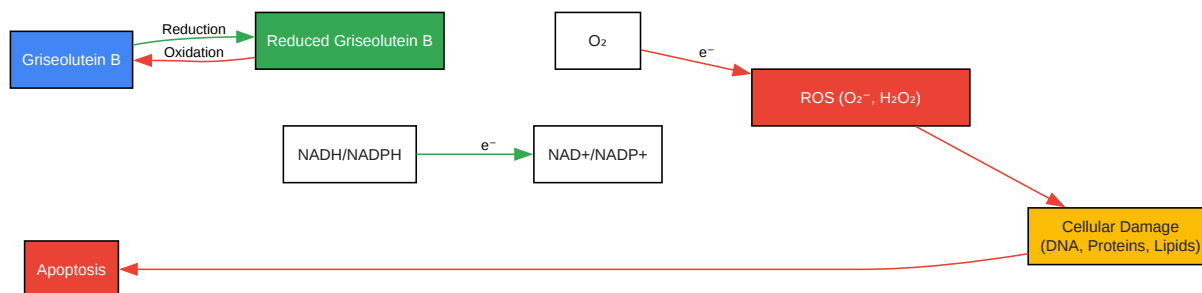 Griseolutein B
Reduction
Oxidation
Reduced Griseolutein B
O₂
e⁻
ROS (O₂⁻, H₂O₂)
NADH/NADPH
e⁻
NAD+/NADP+
Cellular Damage
(DNA, Proteins, Lipids)
Apoptosis